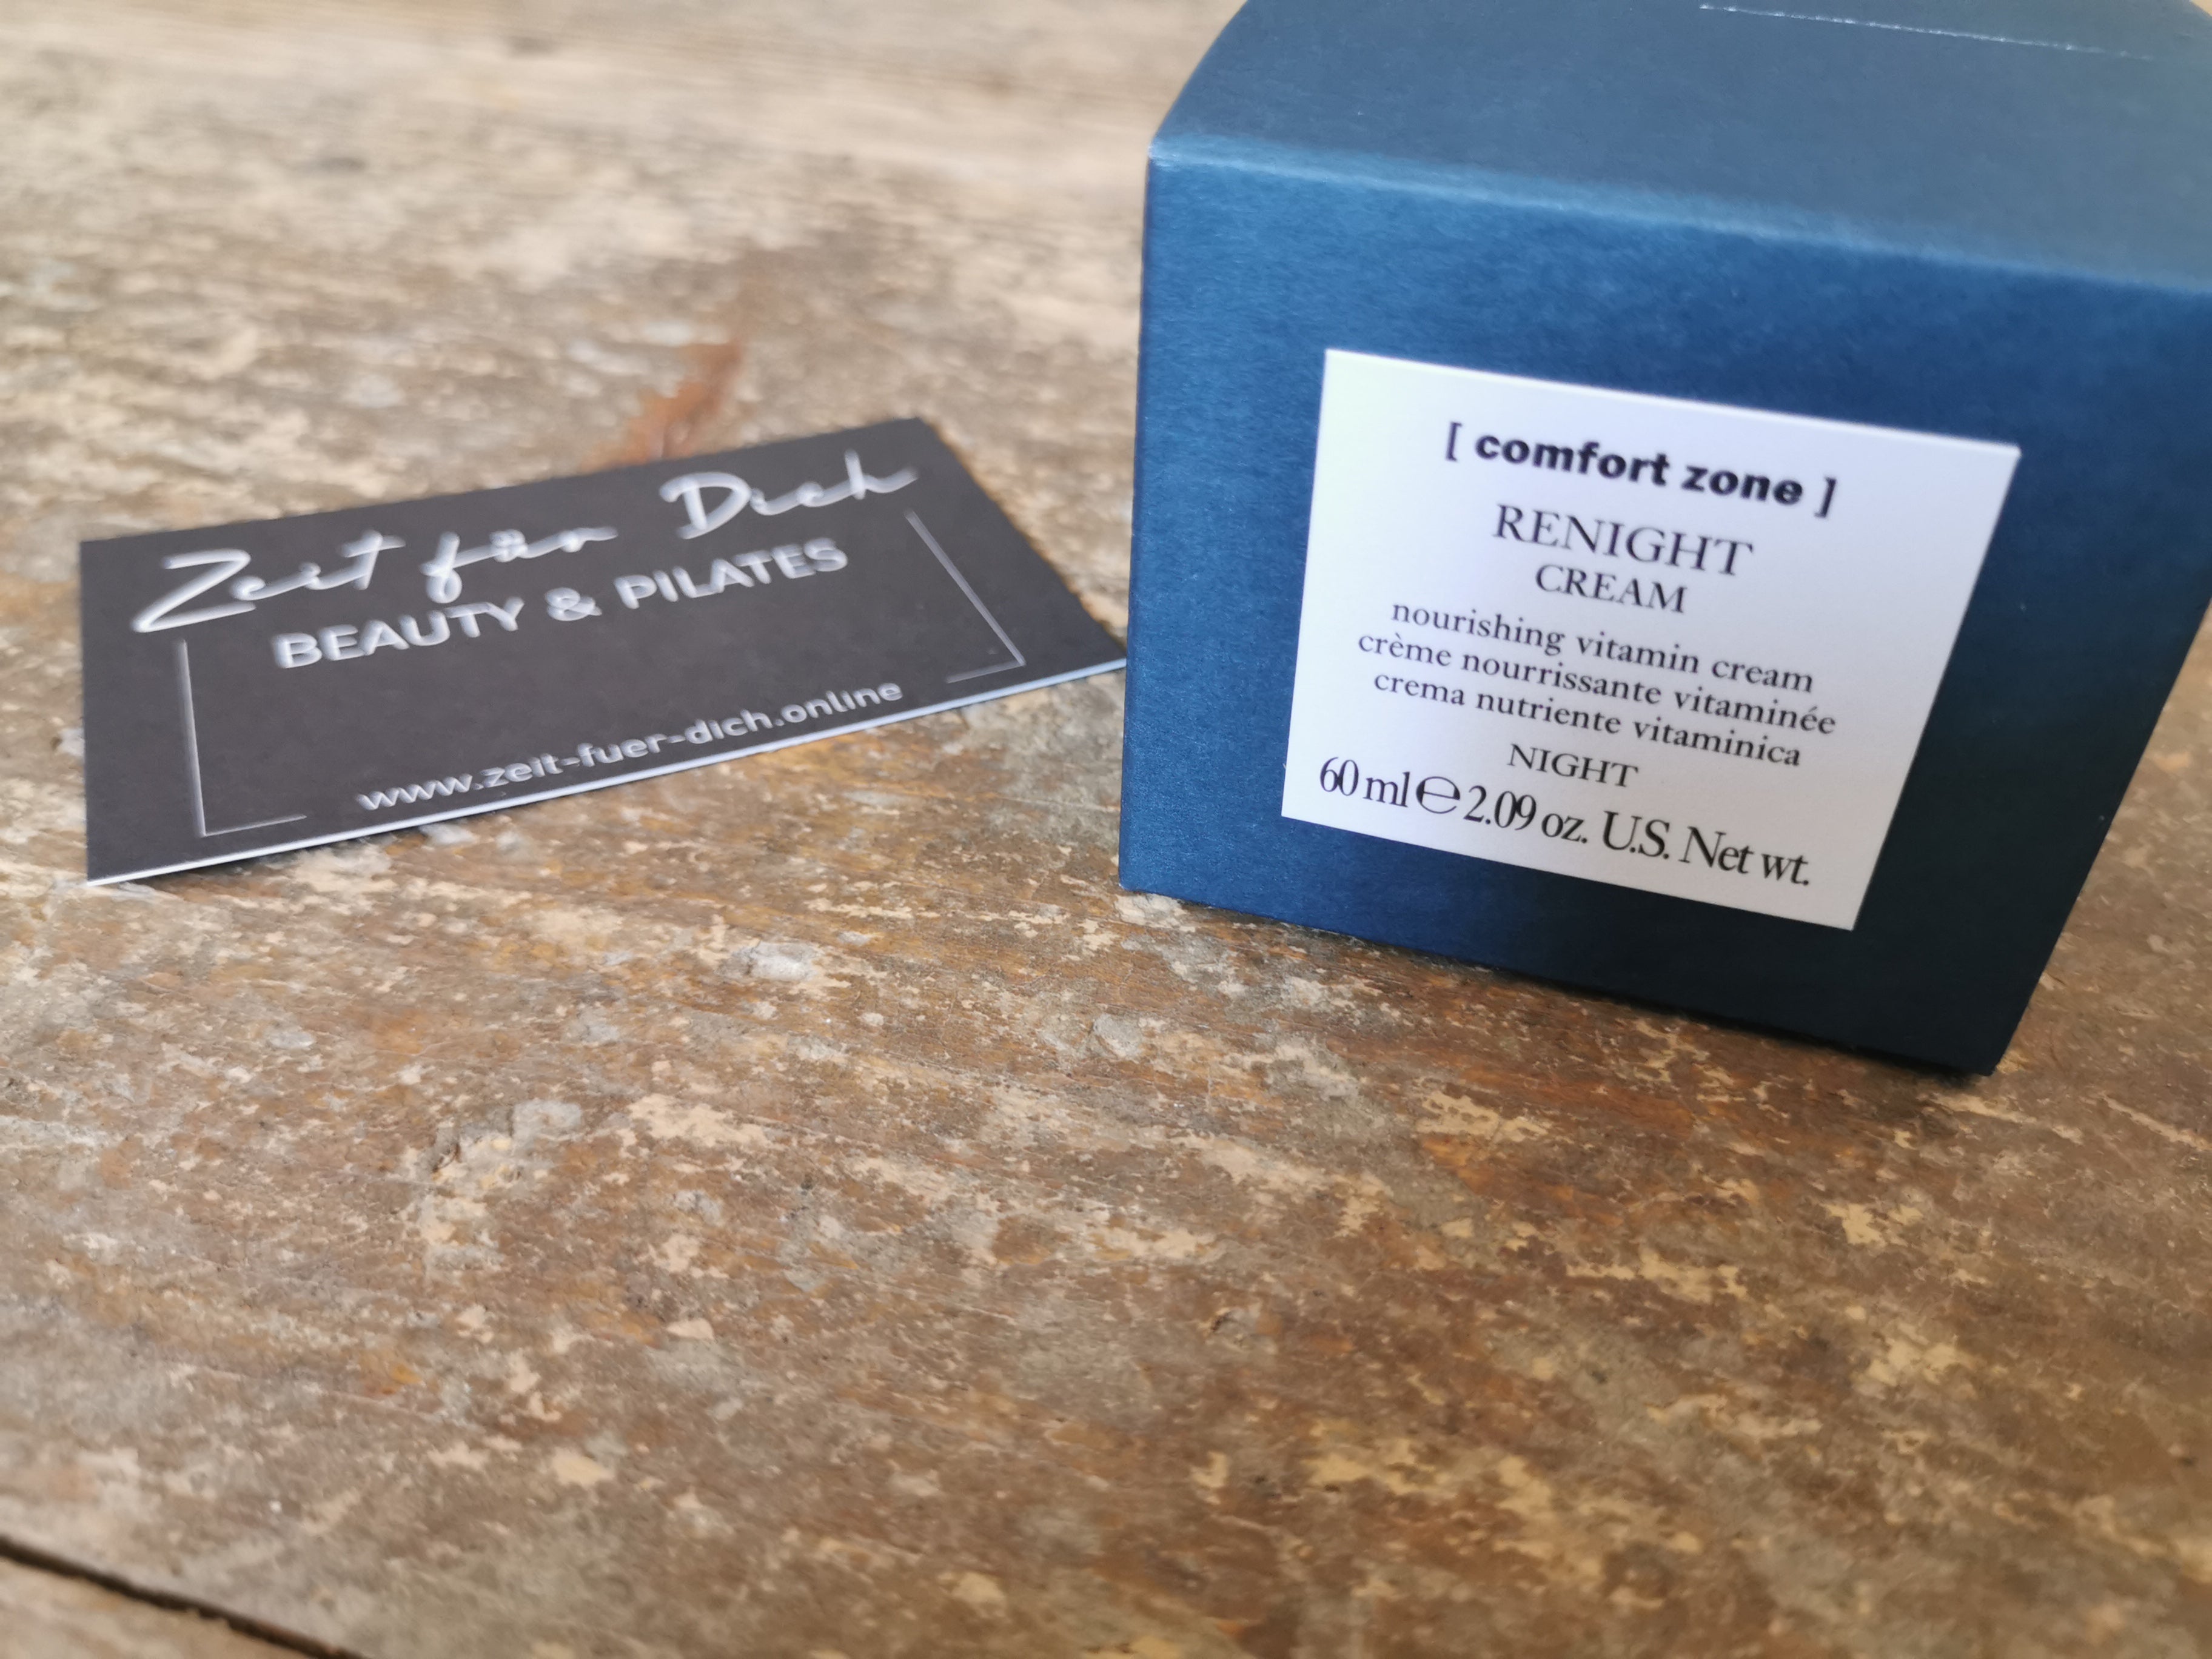 Zeit für Dich
BEAUTY & PILATES
www.zeit-fuer-dich.online
[ comfort zone ]
RENIGHT
CREAM
nourishing vitamin cream
crème nourrissante vitaminée
crema nutriente vitaminica
NIGHT
60 ml ℮ 2.09 oz. U.S. Net wt.